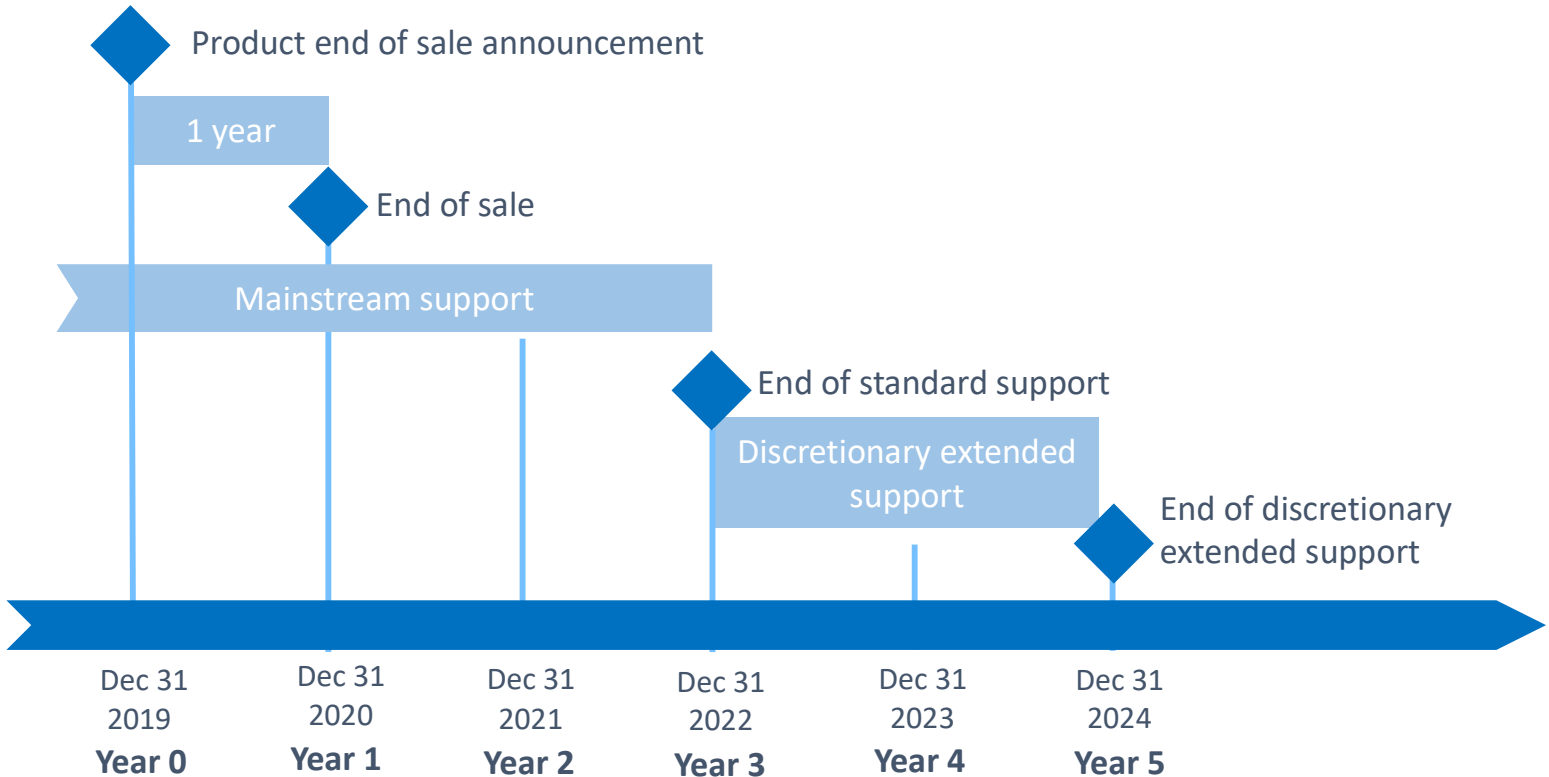 Product end of sale announcement
1 year
End of sale
Mainstream support
End of standard support
Discretionary extended
support
End of discretionary
extended support
Dec 31
2019
Year 0
Dec 31
2020
Year 1
Dec 31
2021
Year 2
Dec 31
2022
Year 3
Dec 31
2023
Year 4
Dec 31
2024
Year 5